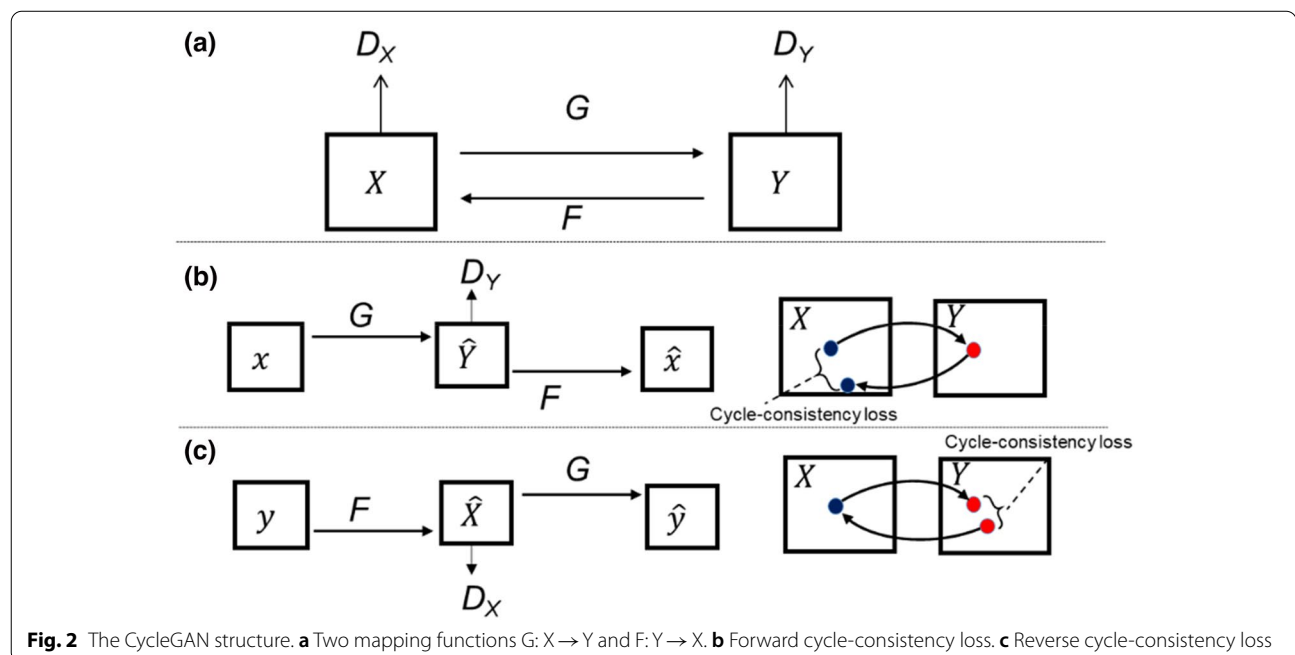 (a)
D_X
D_Y
G
X
Y
F
(b)
D_Y
G
x
Ŷ
x̂
F
X
Y
Cycle-consistency loss
(c)
Cycle-consistency loss
G
y
F
X̂
ŷ
X
Y
D_X
Fig. 2 The CycleGAN structure. a Two mapping functions G: X → Y and F: Y → X. b Forward cycle-consistency loss. c Reverse cycle-consistency loss